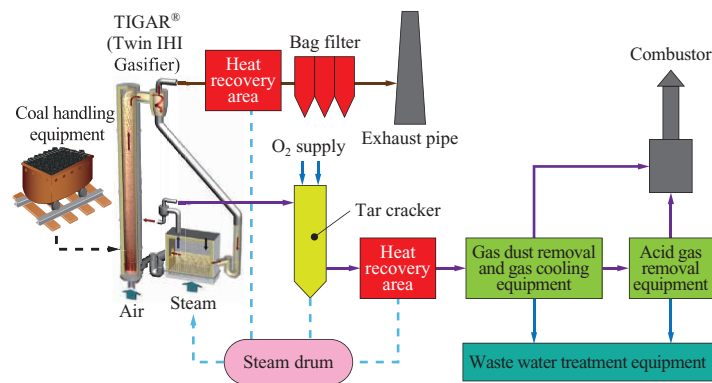 TIGAR®
(Twin IHI
Gasifier)
Heat
recovery
area
Bag filter
Exhaust pipe
Combustor
Coal handling
equipment
O₂ supply
Tar cracker
Heat
recovery
area
Gas dust removal
and gas cooling
equipment
Acid gas
removal
equipment
Air
Steam
Steam drum
Waste water treatment equipment